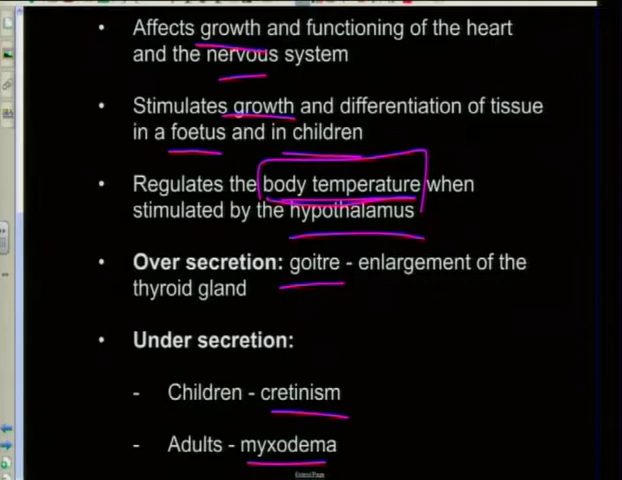 • Affects growth and functioning of the heart
and the nervous system
• Stimulates growth and differentiation of tissue
in a foetus and in children
• Regulates the body temperature when
stimulated by the hypothalamus
• Over secretion: goitre - enlargement of the
thyroid gland
• Under secretion:
- Children - cretinism
- Adults - myxodema
Extend Page